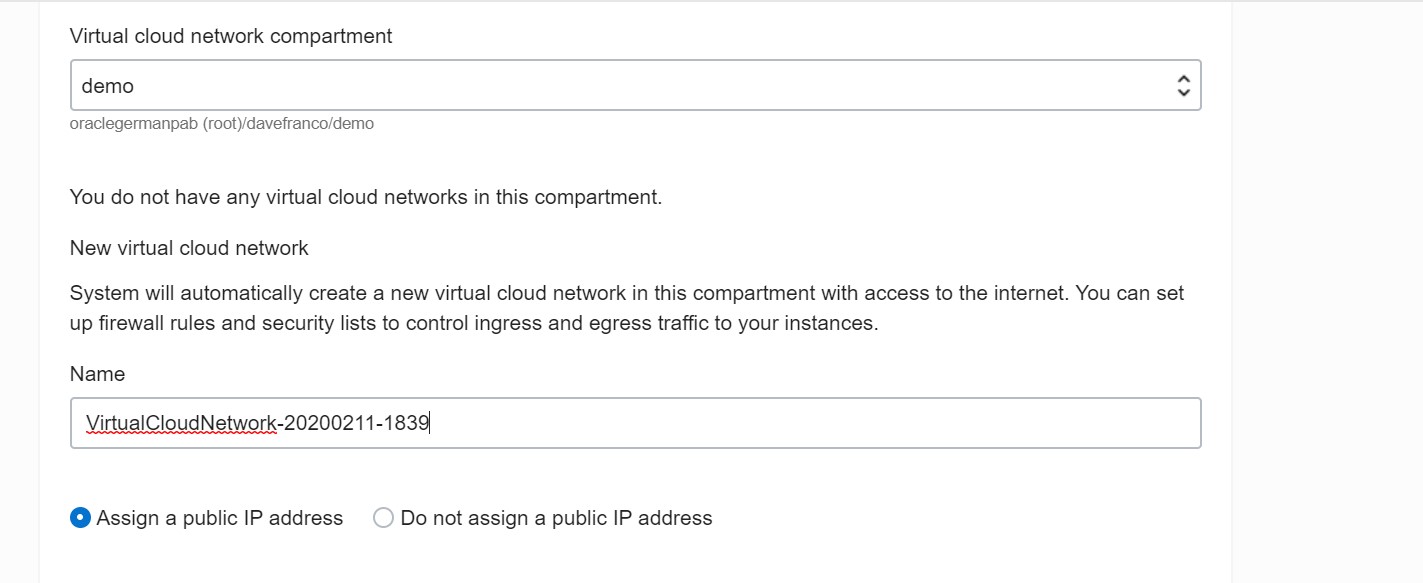 Virtual cloud network compartment
demo
oraclegermanpab (root)/davefranco/demo
You do not have any virtual cloud networks in this compartment.
New virtual cloud network
System will automatically create a new virtual cloud network in this compartment with access to the internet. You can set
up firewall rules and security lists to control ingress and egress traffic to your instances.
Name
VirtualCloudNetwork-20200211-1839
Assign a public IP address Do not assign a public IP address